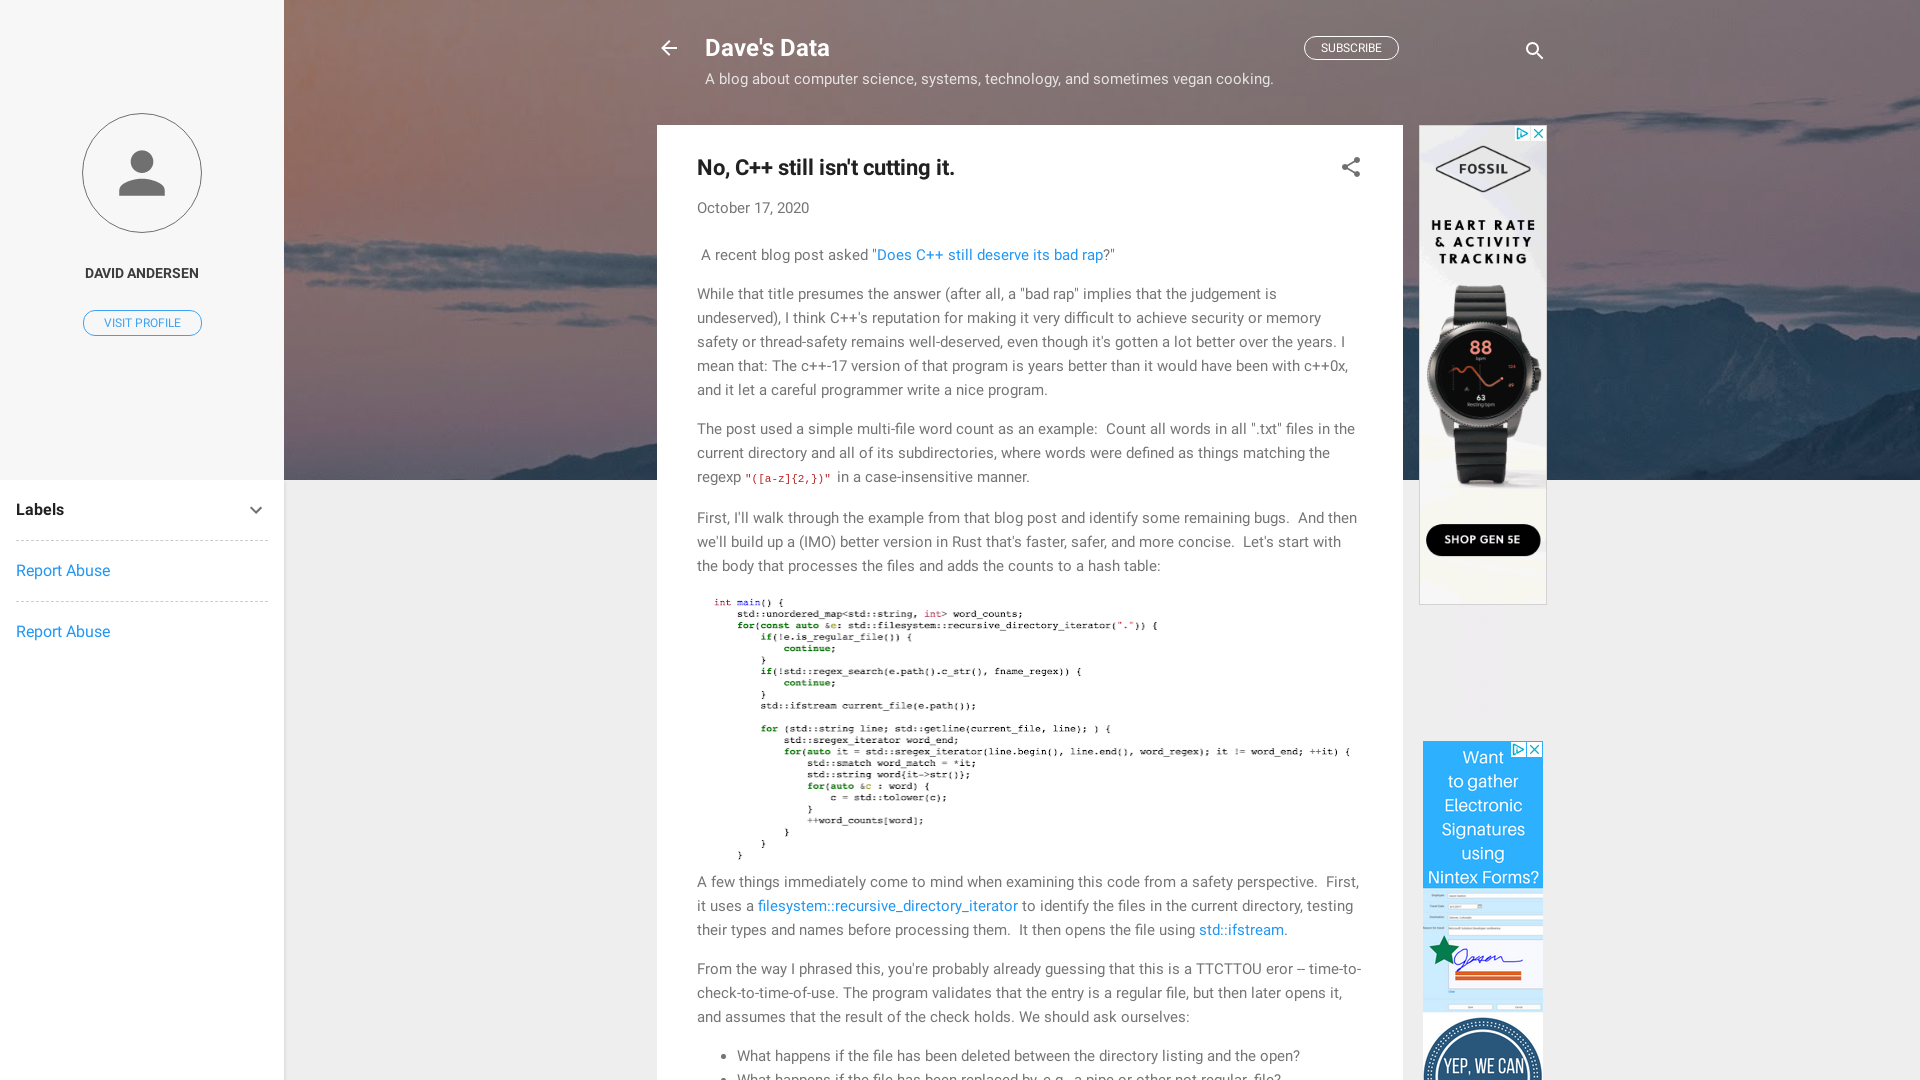 Dave's Data
SUBSCRIBE
A blog about computer science, systems, technology, and sometimes vegan cooking.
DAVID ANDERSEN
VISIT PROFILE
Labels
Report Abuse
Report Abuse
No, C++ still isn't cutting it.
October 17, 2020
A recent blog post asked "Does C++ still deserve its bad rap?"
While that title presumes the answer (after all, a "bad rap" implies that the judgement is
undeserved), I think C++'s reputation for making it very difficult to achieve security or memory
safety or thread-safety remains well-deserved, even though it's gotten a lot better over the years. I
mean that: The c++-17 version of that program is years better than it would have been with c++0x,
and it let a careful programmer write a nice program.
The post used a simple multi-file word count as an example:  Count all words in all ".txt" files in the
current directory and all of its subdirectories, where words were defined as things matching the
regexp "([a-z]{2,})" in a case-insensitive manner.
First, I'll walk through the example from that blog post and identify some remaining bugs.  And then
we'll build up a (IMO) better version in Rust that's faster, safer, and more concise.  Let's start with
the body that processes the files and adds the counts to a hash table:
int main() {
    std::unordered_map<std::string, int> word_counts;
    for(const auto &e: std::filesystem::recursive_directory_iterator(".")) {
        if(!e.is_regular_file()) {
            continue;
        }
        if(!std::regex_search(e.path().c_str(), fname_regex)) {
            continue;
        }
        std::ifstream current_file(e.path());
        for (std::string line; std::getline(current_file, line); ) {
            std::sregex_iterator word_end;
            for(auto it = std::sregex_iterator(line.begin(), line.end(), word_regex); it != word_end; ++it) {
                std::smatch word_match = *it;
                std::string word{it->str()};
                for(auto &c : word) {
                    c = std::tolower(c);
                }
                ++word_counts[word];
            }
        }
    }
A few things immediately come to mind when examining this code from a safety perspective.  First,
it uses a filesystem::recursive_directory_iterator to identify the files in the current directory, testing
their types and names before processing them.  It then opens the file using std::ifstream.
From the way I phrased this, you're probably already guessing that this is a TTCTTOU eror -- time-to-
check-to-time-of-use. The program validates that the entry is a regular file, but then later opens it,
and assumes that the result of the check holds. We should ask ourselves:
• What happens if the file has been deleted between the directory listing and the open?
• What happens if the file has been replaced by, e.g., a pipe or other not-regular_file?
FOSSIL
HEART RATE
& ACTIVITY
TRACKING
88
bpm
63
Resting bpm
SHOP GEN 5E
Want
to gather
Electronic
Signatures
using
Nintex Forms?
YEP, WE CAN